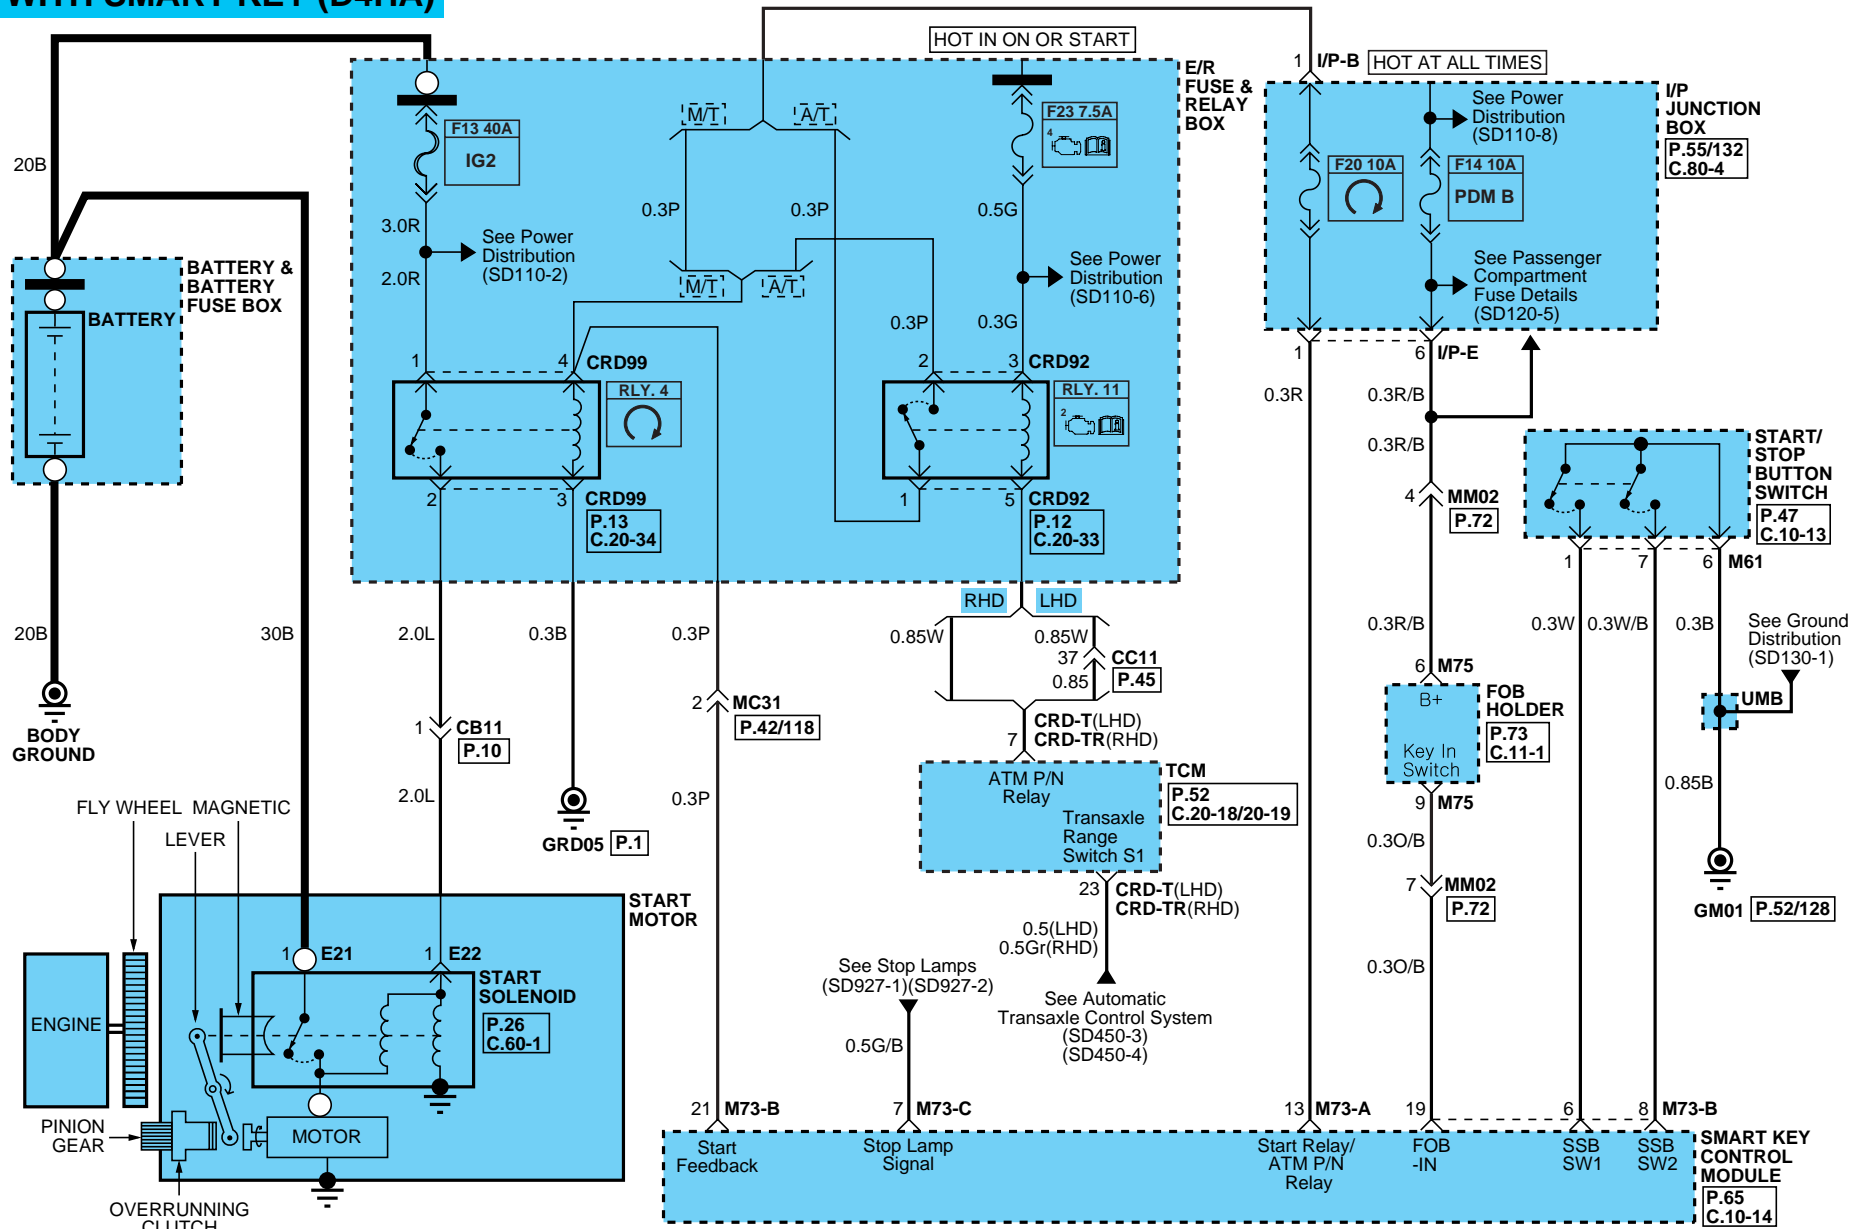 WITH SMART KEY (D4HA)
HOT IN ON OR START
1 I/P-B
HOT AT ALL TIMES
E/R
FUSE &
RELAY
BOX
I/P
JUNCTION
BOX
P.55/132
C.80-4
F13 40A
IG2
M/T
A/T
F23 7.5A
4
See Power
Distribution
(SD110-8)
F20 10A
F14 10A
PDM B
20B
3.0R
0.3P
0.3P
0.5G
See Power
Distribution
(SD110-2)
2.0R
M/T
A/T
See Power
Distribution
(SD110-6)
See Passenger
Compartment
Fuse Details
(SD120-5)
BATTERY &
BATTERY
FUSE BOX
BATTERY
0.3P
0.3G
1
4
CRD99
2
3
CRD92
1
6
I/P-E
RLY. 4
RLY. 11
2
0.3R
0.3R/B
0.3R/B
START/
STOP
BUTTON
SWITCH
P.47
C.10-13
2
3
CRD99
P.13
C.20-34
1
5
CRD92
P.12
C.20-33
4
MM02
P.72
1
7
6
M61
RHD
LHD
20B
30B
2.0L
0.3B
0.3P
0.85W
0.85W
37
CC11
P.45
0.85
0.3R/B
0.3W
0.3W/B
0.3B
See Ground
Distribution
(SD130-1)
6
M75
B+
FOB
HOLDER
P.73
C.11-1
Key In
Switch
UMB
2
MC31
P.42/118
BODY
GROUND
1
CB11
P.10
CRD-T(LHD)
CRD-TR(RHD)
7
ATM P/N
Relay
TCM
P.52
C.20-18/20-19
Transaxle
Range
Switch S1
9
M75
0.85B
2.0L
0.3P
FLY WHEEL
MAGNETIC
LEVER
GRD05
P.1
0.3O/B
23
CRD-T(LHD)
CRD-TR(RHD)
7
MM02
P.72
GM01
P.52/128
START
MOTOR
0.5(LHD)
0.5Gr(RHD)
1
E21
1
E22
See Stop Lamps
(SD927-1)(SD927-2)
0.3O/B
START
SOLENOID
P.26
C.60-1
See Automatic
Transaxle Control System
(SD450-3)
(SD450-4)
ENGINE
0.5G/B
PINION
GEAR
MOTOR
21
M73-B
7
M73-C
13
M73-A
19
6
8
M73-B
Start
Feedback
Stop Lamp
Signal
Start Relay/
ATM P/N
Relay
FOB
-IN
SSB
SW1
SSB
SW2
SMART KEY
CONTROL
MODULE
P.65
C.10-14
OVERRUNNING
CLUTCH